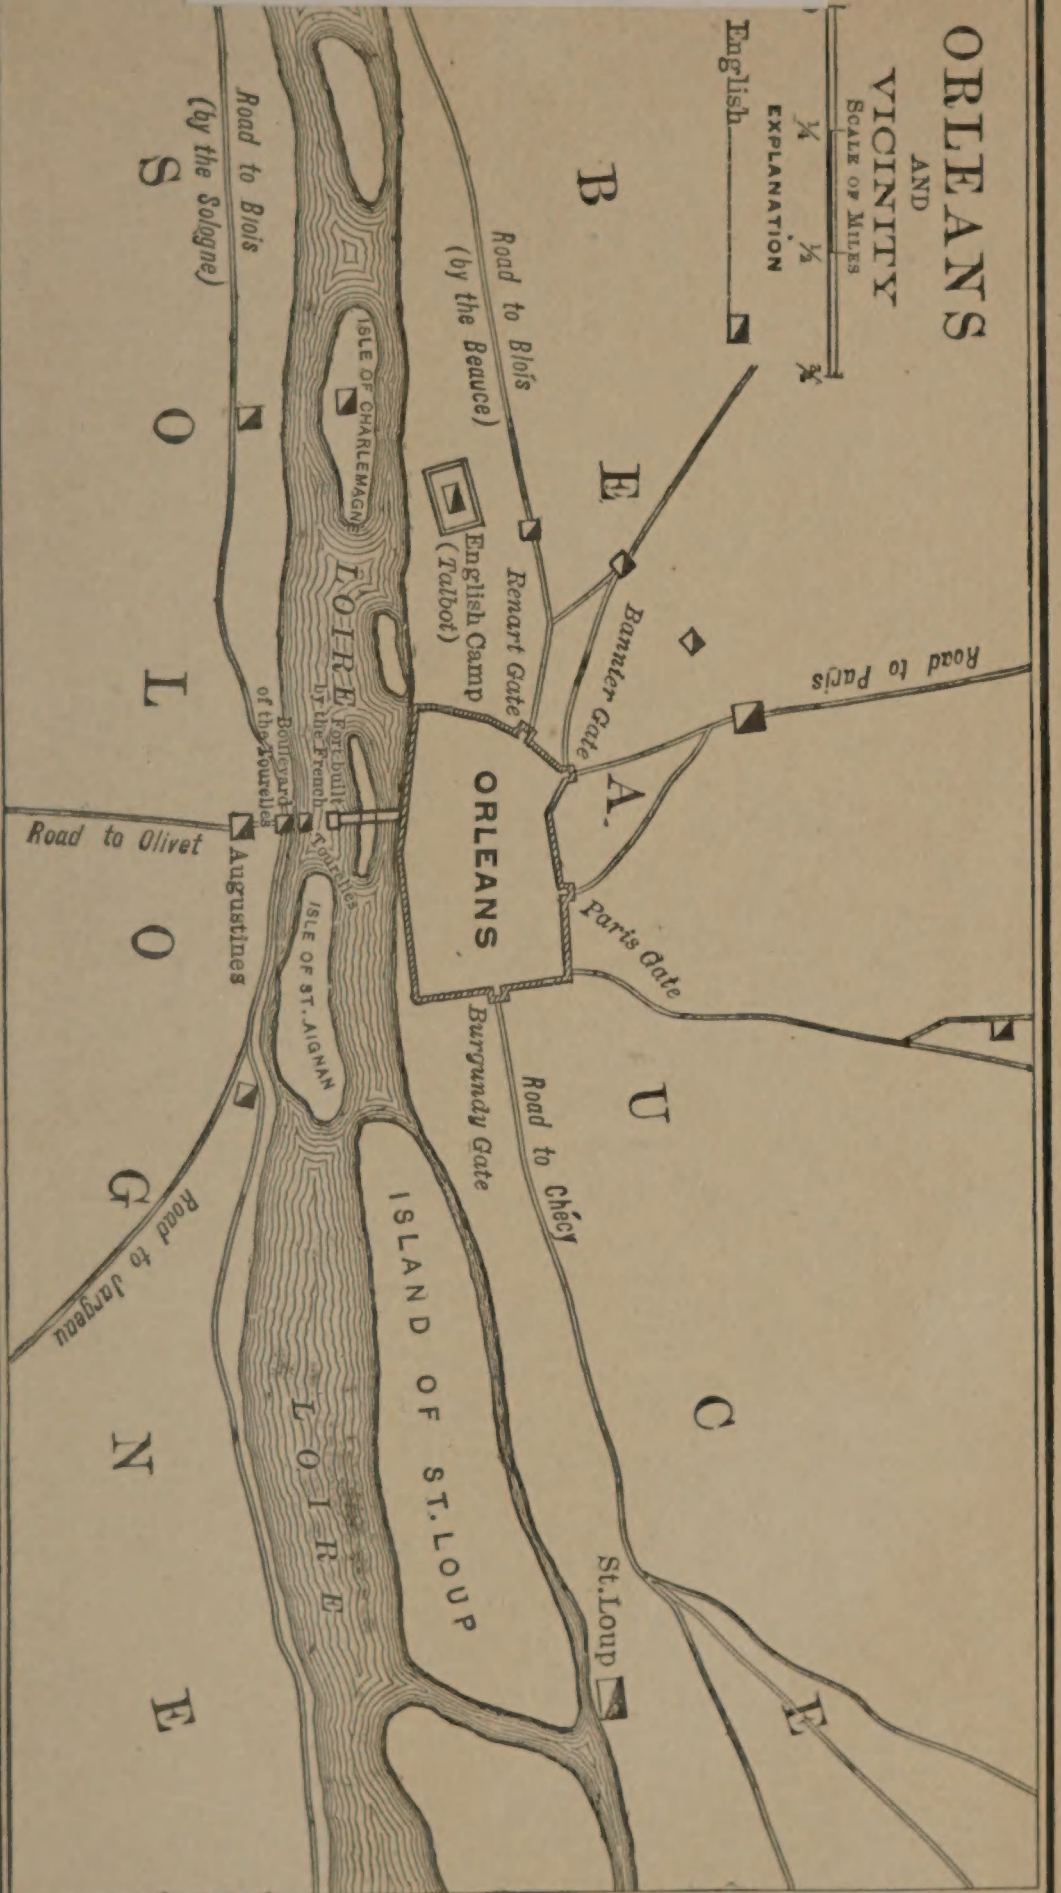 ORLEANS
AND
VICINITY
SCALE OF MILES
¼ ½ ¾
EXPLANATION
English
B E A. U C E
Road to Paris
Road to Blois
(by the Beauce)
Bannier Gate
Renart Gate
English Camp
(Talbot)
ORLEANS
Paris Gate
Burgundy Gate
Road to Chécy
St. Loup
ISLE OF CHARLEMAGNE
LOIRE
Fort built
by the French
Tourelles
Boulevard
of the Tourelles
ISLE OF ST. AIGNAN
ISLAND OF ST. LOUP
LOIRE
Road to Blois
(by the Sologne)
Augustines
Road to Olivet
Road to Jargeau
S O L O G N E